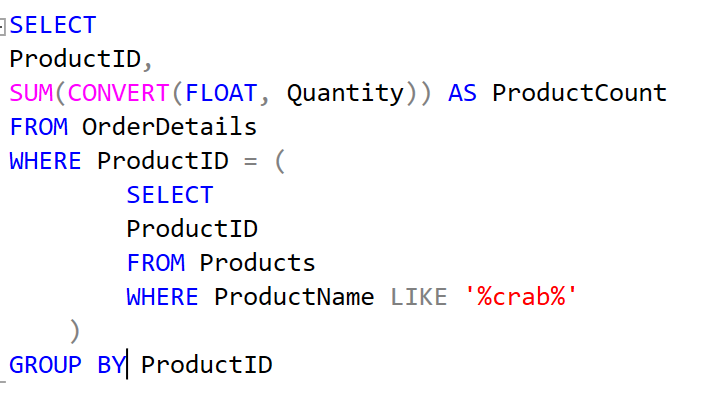 SELECT
ProductID,
SUM(CONVERT(FLOAT, Quantity)) AS ProductCount
FROM OrderDetails
WHERE ProductID = (
        SELECT
        ProductID
        FROM Products
        WHERE ProductName LIKE '%crab%'
    )
GROUP BY ProductID